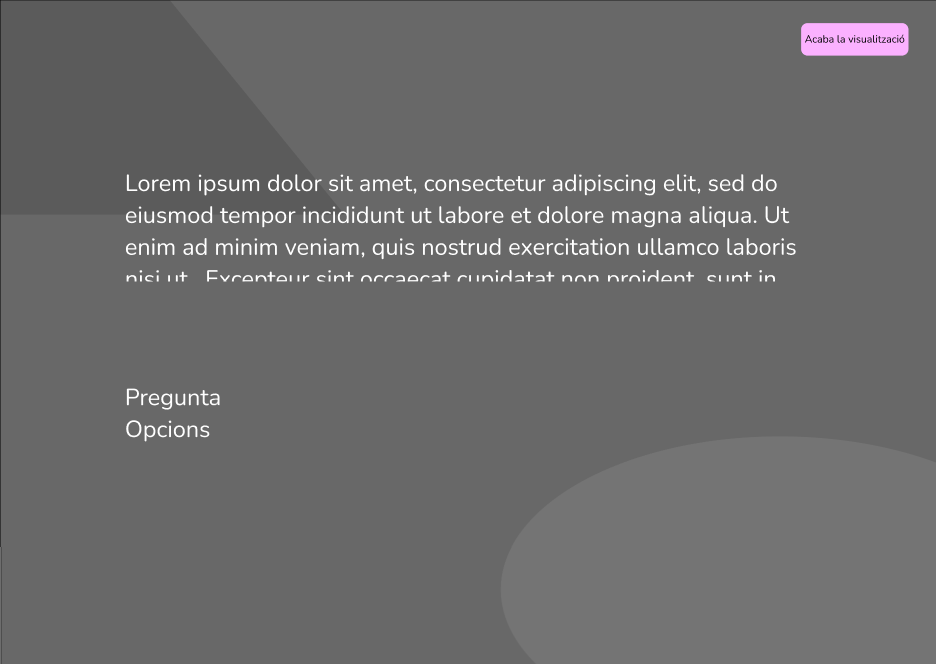 Acaba la visualització
Lorem ipsum dolor sit amet, consectetur adipiscing elit, sed do
eiusmod tempor incididunt ut labore et dolore magna aliqua. Ut
enim ad minim veniam, quis nostrud exercitation ullamco laboris
nisi ut Excepteur sint occaecat cupidatat non proident, sunt in
Pregunta
Opcions